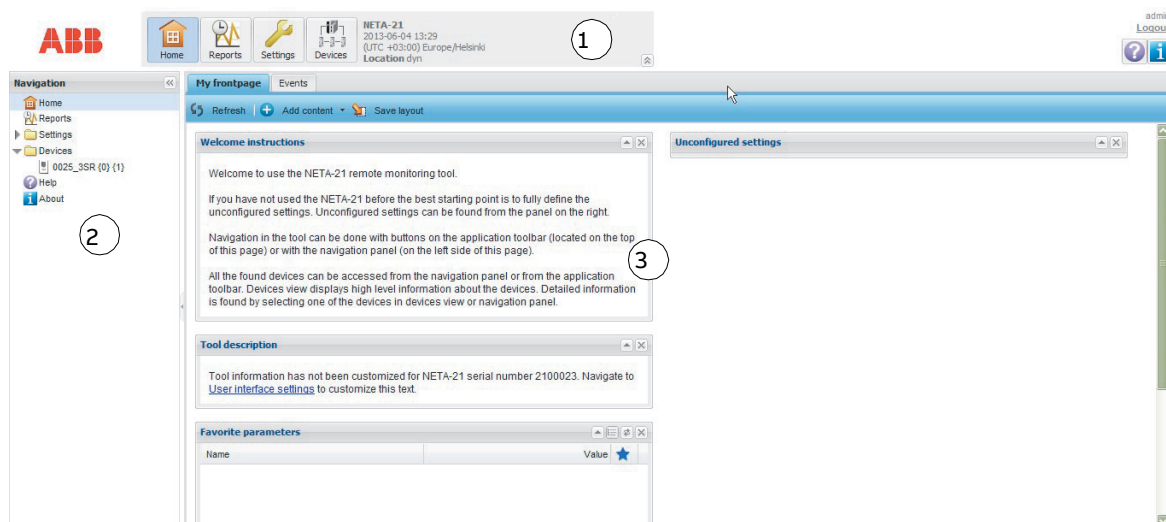 ABB
Home
Reports
Settings
Devices
NETA-21
2013-06-04 13:29
(UTC +03:00) Europe/Helsinki
Location dyn
1
Logou
Navigation
Home
Reports
Settings
Devices
0025_3SR {0} {1}
Help
About
2
My frontpage
Events
Refresh
Add content
Save layout
Welcome instructions
Welcome to use the NETA-21 remote monitoring tool.
If you have not used the NETA-21 before the best starting point is to fully define the
unconfigured settings. Unconfigured settings can be found from the panel on the right.
Navigation in the tool can be done with buttons on the application toolbar (located on the top
of this page) or with the navigation panel (on the left side of this page).
3
All the found devices can be accessed from the navigation panel or from the application
toolbar. Devices view displays high level information about the devices. Detailed information
is found by selecting one of the devices in devices view or navigation panel.
Tool description
Tool information has not been customized for NETA-21 serial number 2100023. Navigate to
User interface settings to customize this text.
Favorite parameters
Name
Value
Unconfigured settings